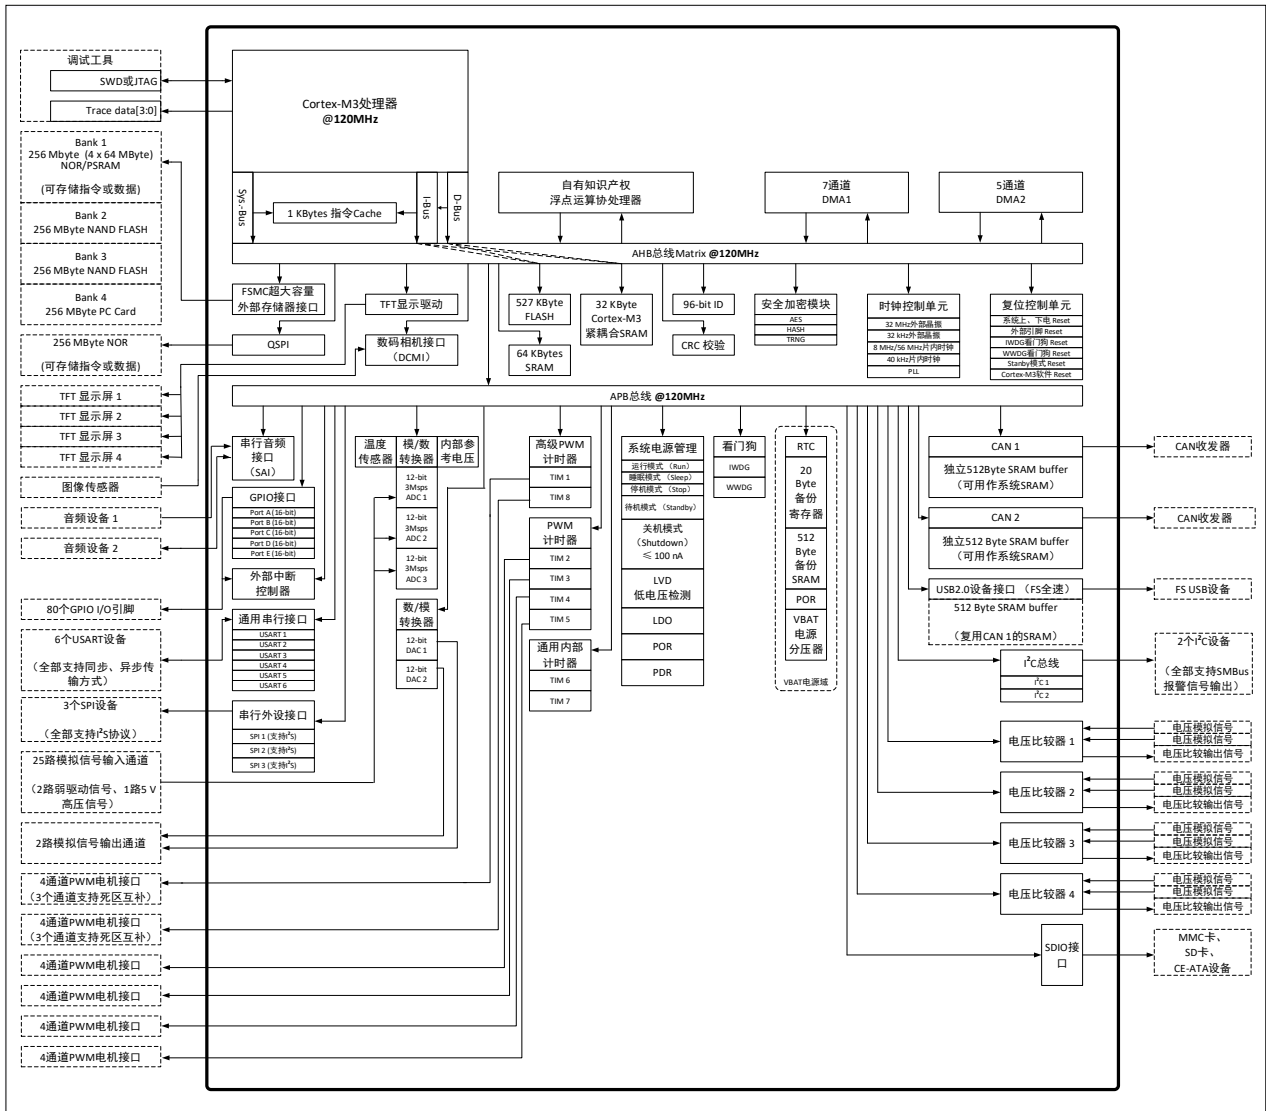 调试工具
SWD或JTAG
Trace data[3:0]
Bank 1
256 Mbyte (4 x 64 MByte)
NOR/PSRAM
(可存储指令或数据)
Bank 2
256 MByte NAND FLASH
Bank 3
256 MByte NAND FLASH
Bank 4
256 MByte PC Card
256 MByte NOR
(可存储指令或数据)
TFT 显示屏 1
TFT 显示屏 2
TFT 显示屏 3
TFT 显示屏 4
图像传感器
音频设备 1
音频设备 2
80个GPIO I/O引脚
6个USART设备
(全部支持同步、异步传
输方式)
3个SPI设备
(全部支持I²S协议)
25路模拟信号输入通道
(2路弱驱动信号、1路5 V
高压信号)
2路模拟信号输出通道
4通道PWM电机接口
(3个通道支持死区互补)
4通道PWM电机接口
(3个通道支持死区互补)
4通道PWM电机接口
4通道PWM电机接口
4通道PWM电机接口
4通道PWM电机接口
Cortex-M3处理器
@120MHz
Sys.-Bus
I-Bus
D-Bus
1 KBytes 指令Cache
自有知识产权
浮点运算协处理器
7通道
DMA1
5通道
DMA2
AHB总线Matrix @120MHz
FSMC超大容量
外部存储器接口
QSPI
TFT显示驱动
数码相机接口
(DCMI)
527 KByte
FLASH
64 KBytes
SRAM
32 KByte
Cortex-M3
紧耦合SRAM
96-bit ID
CRC 校验
安全加密模块
AES
HASH
TRNG
时钟控制单元
32 MHz外部晶振
32 kHz外部晶振
8 MHz/56 MHz片内时钟
40 kHz片内时钟
PLL
复位控制单元
系统上、下电 Reset
外部引脚 Reset
IWDG看门狗 Reset
WWDG看门狗 Reset
Stanby模式 Reset
Cortex-M3软件 Reset
APB总线 @120MHz
串行音频
接口
(SAI)
GPIO接口
Port A (16-bit)
Port B (16-bit)
Port C (16-bit)
Port D (16-bit)
Port E (16-bit)
外部中断
控制器
通用串行接口
USART 1
USART 2
USART 3
USART 4
USART 5
USART 6
串行外设接口
SPI 1 (支持I²S)
SPI 2 (支持I²S)
SPI 3 (支持I²S)
温度
传感器
模/数
转换器
内部参
考电压
12-bit
3Msps
ADC 1
12-bit
3Msps
ADC 2
12-bit
3Msps
ADC 3
数/模
转换器
12-bit
DAC 1
12-bit
DAC 2
高级PWM
计时器
TIM 1
TIM 8
PWM
计时器
TIM 2
TIM 3
TIM 4
TIM 5
通用内部
计时器
TIM 6
TIM 7
系统电源管理
运行模式 (Run)
睡眠模式 (Sleep)
停机模式 (Stop)
待机模式 (Standby)
关机模式
(Shutdown)
≤ 100 nA
LVD
低电压检测
LDO
POR
PDR
看门狗
IWDG
WWDG
RTC
20
Byte
备份
寄存器
512
Byte
备份
SRAM
POR
VBAT
电源
分压器
VBAT电源域
CAN 1
独立512Byte SRAM buffer
(可用作系统SRAM)
CAN 2
独立512 Byte SRAM buffer
(可用作系统SRAM)
USB2.0设备接口 (FS全速)
512 Byte SRAM buffer
(复用CAN 1的SRAM)
I²C总线
I²C 1
I²C 2
电压比较器 1
电压比较器 2
电压比较器 3
电压比较器 4
SDIO接
口
CAN收发器
CAN收发器
FS USB设备
2个I²C设备
(全部支持SMBus
报警信号输出)
电压模拟信号
电压模拟信号
电压比较输出信号
电压模拟信号
电压模拟信号
电压比较输出信号
电压模拟信号
电压模拟信号
电压比较输出信号
电压模拟信号
电压模拟信号
电压比较输出信号
MMC卡、
SD卡、
CE-ATA设备